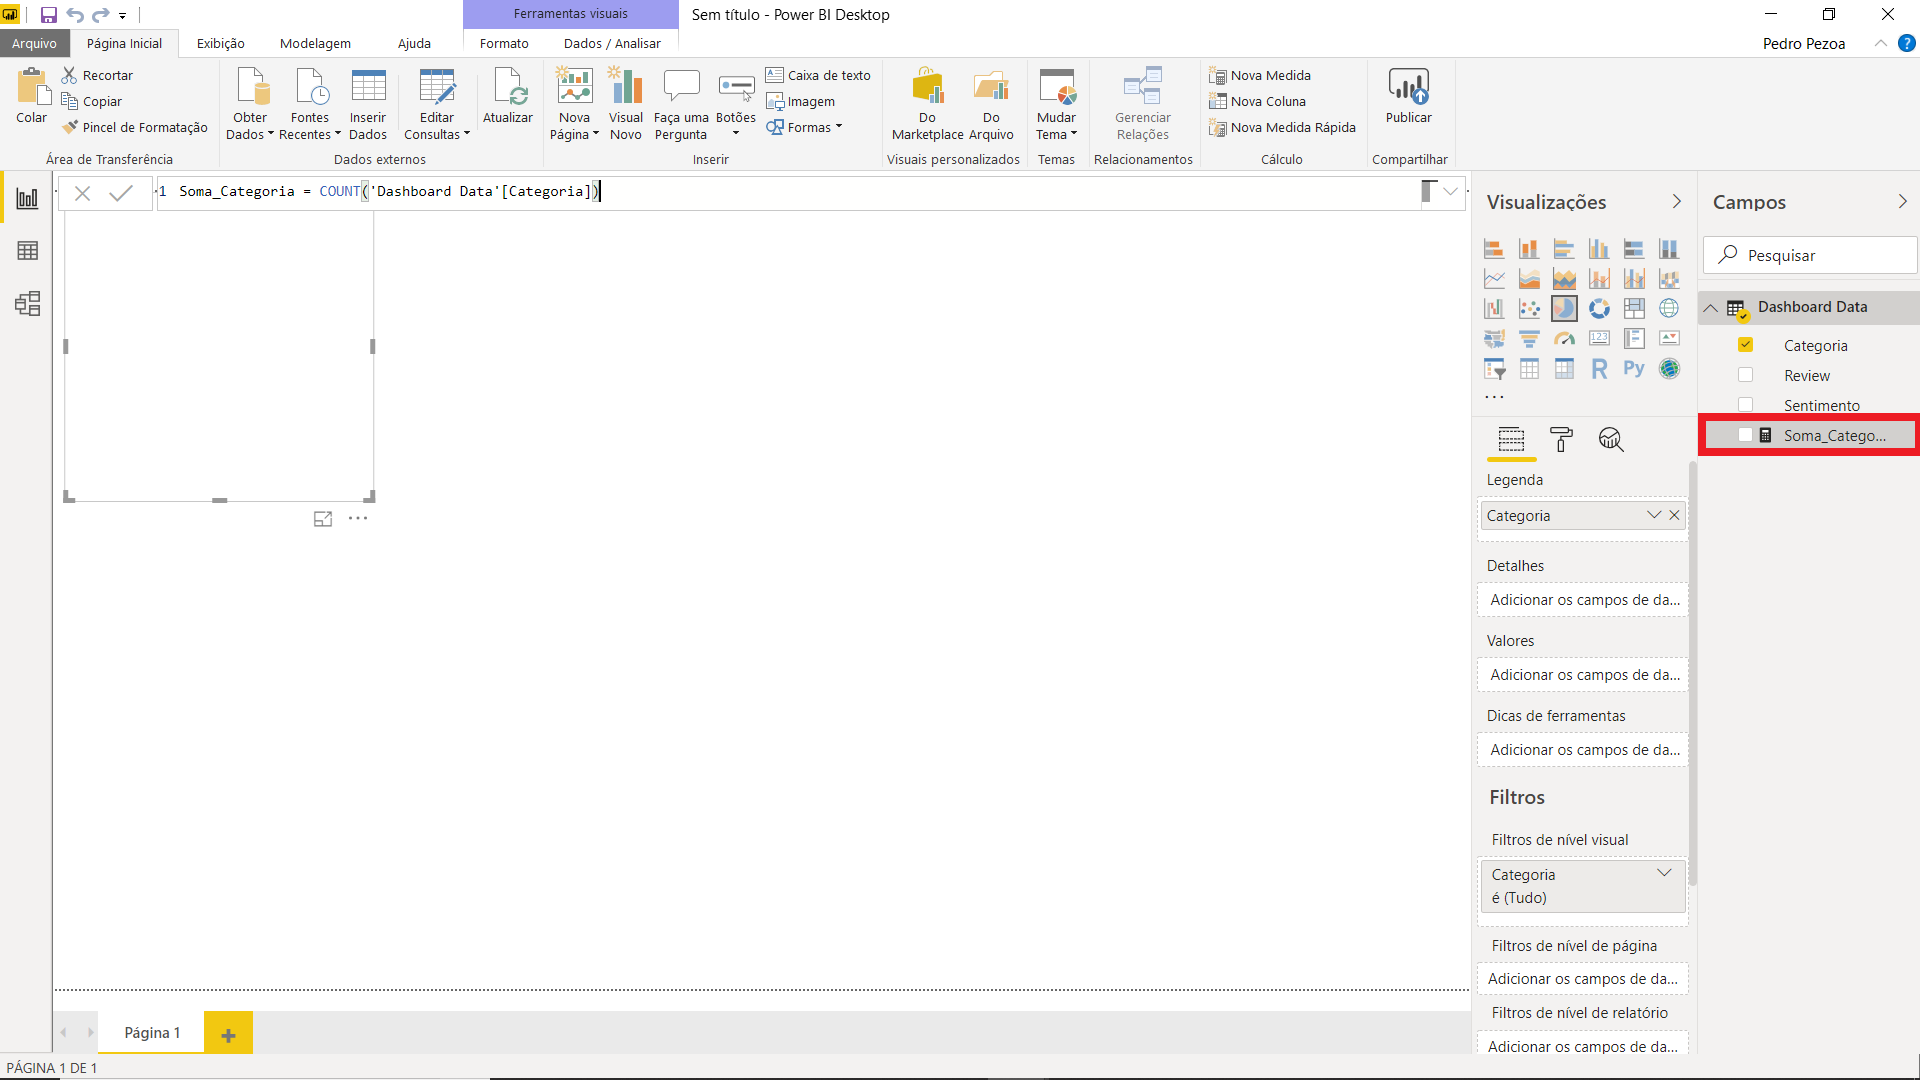 Ferramentas visuais
Sem título - Power BI Desktop
Arquivo
Página Inicial
Exibição
Modelagem
Ajuda
Formato
Dados / Analisar
Pedro Pezoa
?
Colar
Recortar
Copiar
Pincel de Formatação
Área de Transferência
Obter Dados
Fontes Recentes
Inserir Dados
Editar Consultas
Atualizar
Dados externos
Nova Página
Visual Novo
Faça uma Pergunta
Botões
Caixa de texto
Imagem
Formas
Inserir
Do Marketplace
Do Arquivo
Visuais personalizados
Mudar Tema
Temas
Gerenciar Relações
Relacionamentos
Nova Medida
Nova Coluna
Nova Medida Rápida
Cálculo
Publicar
Compartilhar
1 Soma_Categoria = COUNT('Dashboard Data'[Categoria])
Visualizações
123
R
Py
...
Legenda
Categoria
Detalhes
Adicionar os campos de da...
Valores
Adicionar os campos de da...
Dicas de ferramentas
Adicionar os campos de da...
Filtros
Filtros de nível visual
Categoria
é (Tudo)
Filtros de nível de página
Adicionar os campos de da...
Filtros de nível de relatório
Adicionar os campos de da...
Campos
Pesquisar
Dashboard Data
Categoria
Review
Sentimento
Soma_Catego...
Página 1
+
PÁGINA 1 DE 1